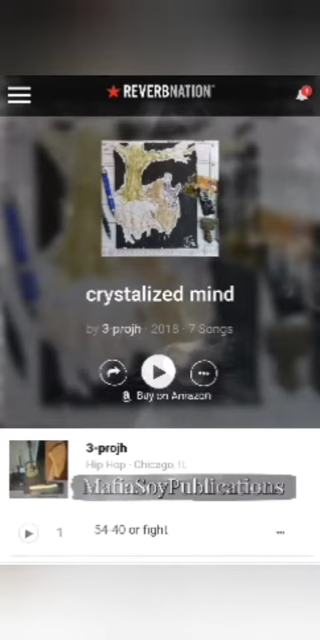 REVERBNATION
crystalized mind
by 3-projh · 2018 · 7 Songs
Buy on Amazon
3-projh
Hip Hop · Chicago, IL
MafiaSoyPublications
1 54-40 or fight